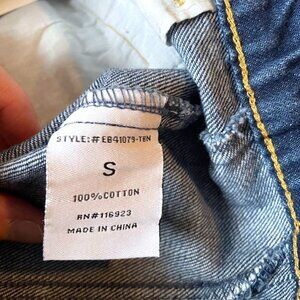 STYLE:#EB41079-TBN
S
100%COTTON
RN#116923
MADE IN CHINA